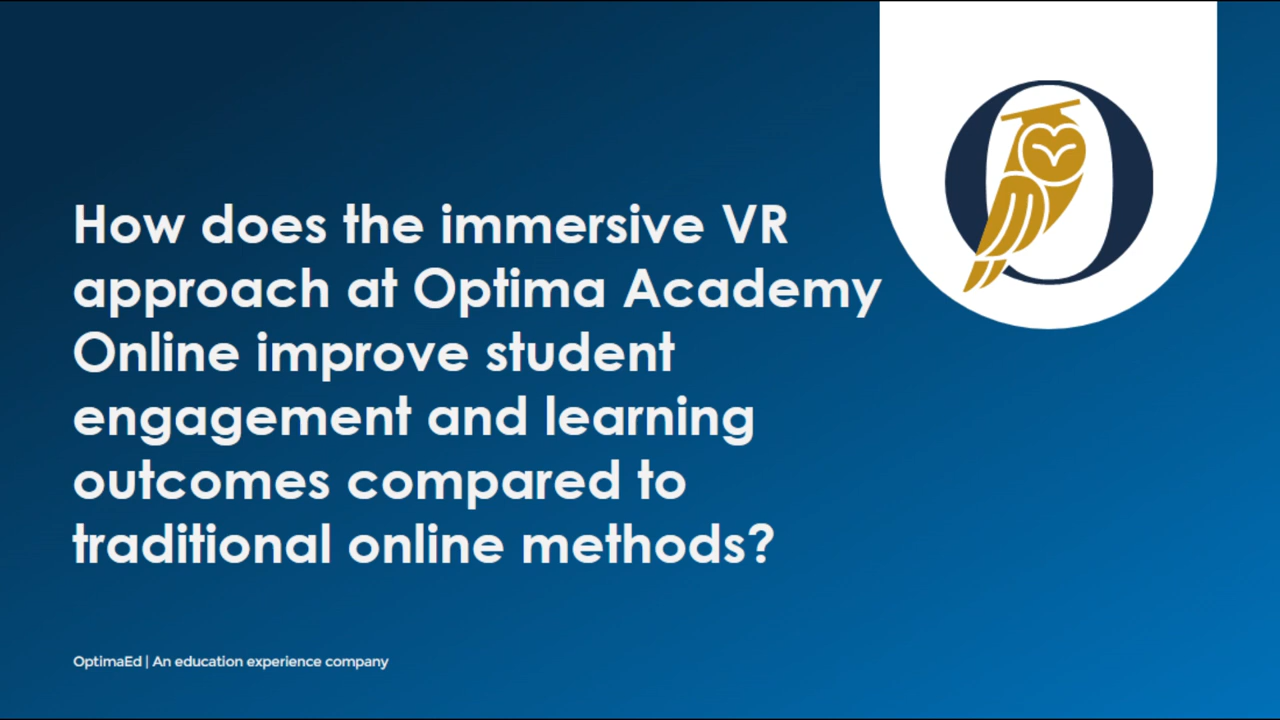 How does the immersive VR
approach at Optima Academy
Online improve student
engagement and learning
outcomes compared to
traditional online methods?
OptimaEd | An education experience company